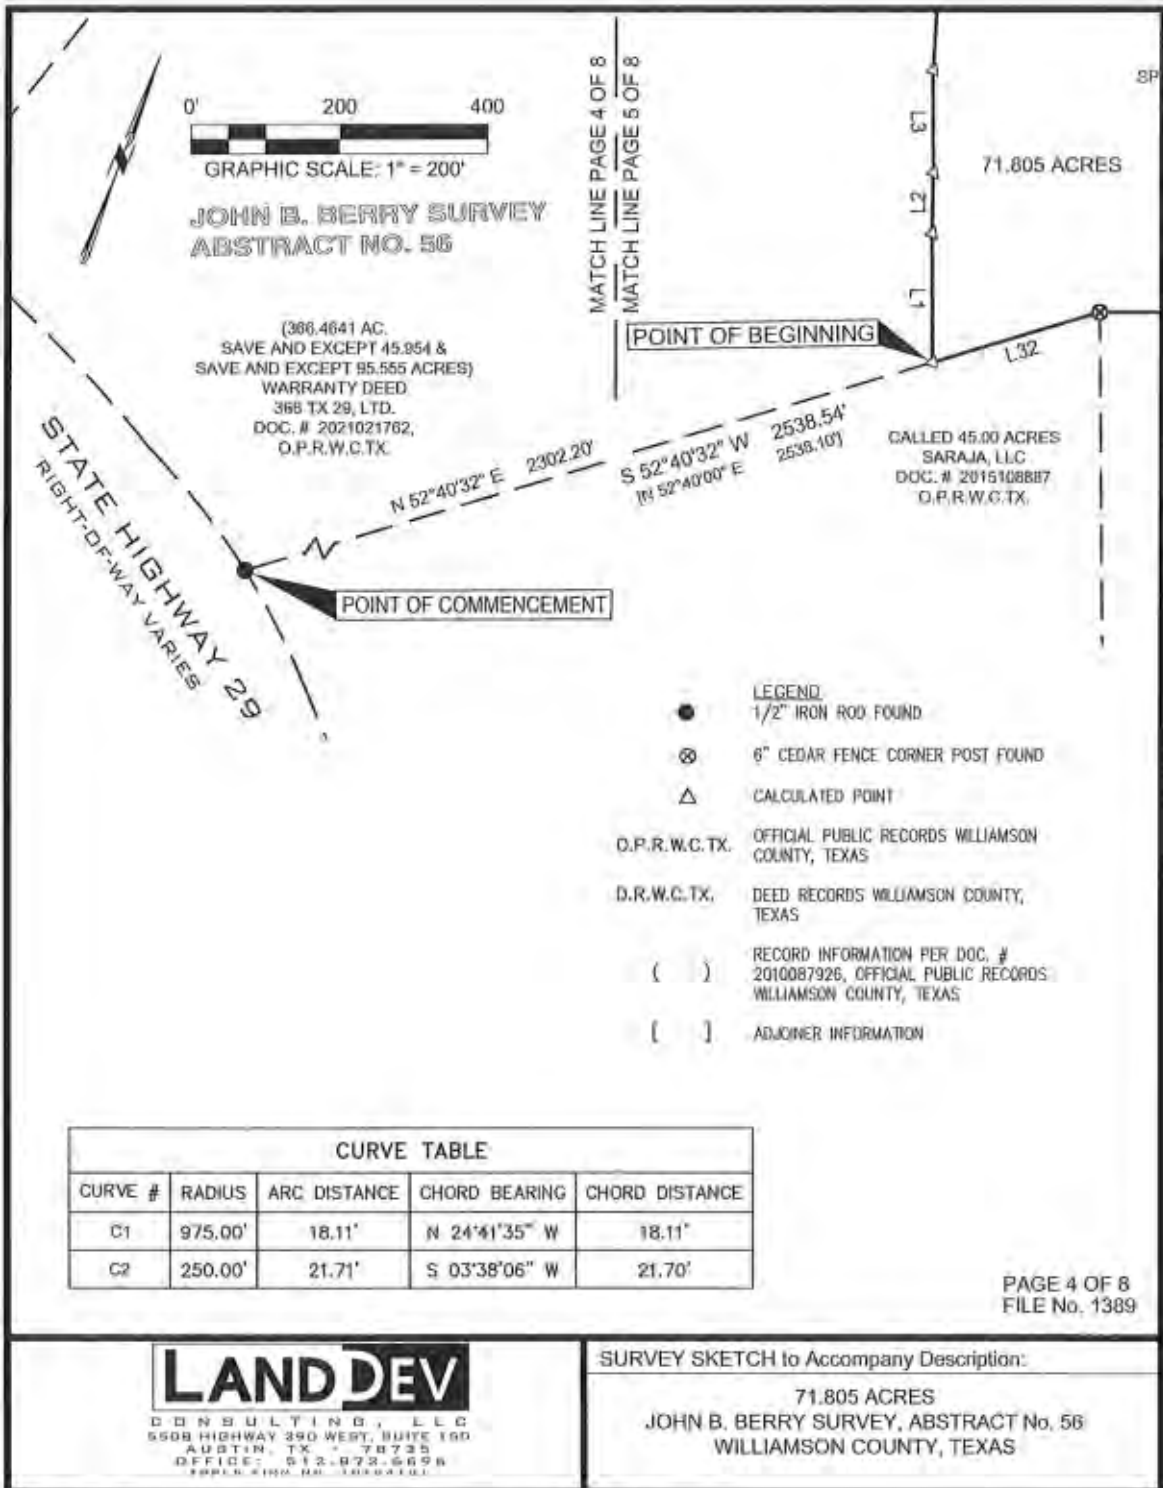 0' 200 400
GRAPHIC SCALE: 1" = 200'
JOHN B. BERRY SURVEY
ABSTRACT NO. 56
MATCH LINE PAGE 4 OF 8
MATCH LINE PAGE 5 OF 8
L3
L2
L1
SP
71.805 ACRES
(366.4641 AC.
SAVE AND EXCEPT 45.954 &
SAVE AND EXCEPT 95.555 ACRES)
WARRANTY DEED
366 TX 29, LTD.
DOC. # 2021021762,
O.P.R.W.C.TX.
POINT OF BEGINNING
L32
STATE HIGHWAY 29
RIGHT-OF-WAY VARIES
N 52°40'32" E 2302.20'
S 52°40'32" W 2538.54'
[N 52°40'00" E 2538.10']
CALLED 45.00 ACRES
SARAJA, LLC
DOC. # 2015108887
O.P.R.W.C.TX.
POINT OF COMMENCEMENT
LEGEND
1/2" IRON ROD FOUND
6" CEDAR FENCE CORNER POST FOUND
CALCULATED POINT
O.P.R.W.C.TX. OFFICIAL PUBLIC RECORDS WILLIAMSON
COUNTY, TEXAS
D.R.W.C.TX. DEED RECORDS WILLIAMSON COUNTY,
TEXAS
( ) RECORD INFORMATION PER DOC. #
2010087926, OFFICIAL PUBLIC RECORDS
WILLIAMSON COUNTY, TEXAS
[ ] ADJOINER INFORMATION
CURVE TABLE
CURVE # RADIUS ARC DISTANCE CHORD BEARING CHORD DISTANCE
C1 975.00' 18.11' N 24°41'35" W 18.11'
C2 250.00' 21.71' S 03°38'06" W 21.70'
PAGE 4 OF 8
FILE No. 1389
LANDDEV
CONSULTING, LLC
5508 HIGHWAY 290 WEST, SUITE 150
AUSTIN, TX - 78735
OFFICE: 512.872.6696
SURVEY SKETCH to Accompany Description:
71.805 ACRES
JOHN B. BERRY SURVEY, ABSTRACT No. 56
WILLIAMSON COUNTY, TEXAS